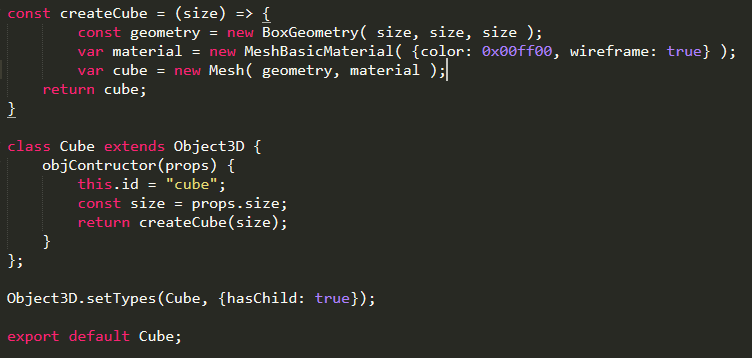 const createCube = (size) => {
        const geometry = new BoxGeometry( size, size, size );
        var material = new MeshBasicMaterial( {color: 0x00ff00, wireframe: true} );
        var cube = new Mesh( geometry, material );
    return cube;
}

class Cube extends Object3D {
    objContructor(props) {
        this.id = "cube";
        const size = props.size;
        return createCube(size);
    }
};

Object3D.setTypes(Cube, {hasChild: true});

export default Cube;